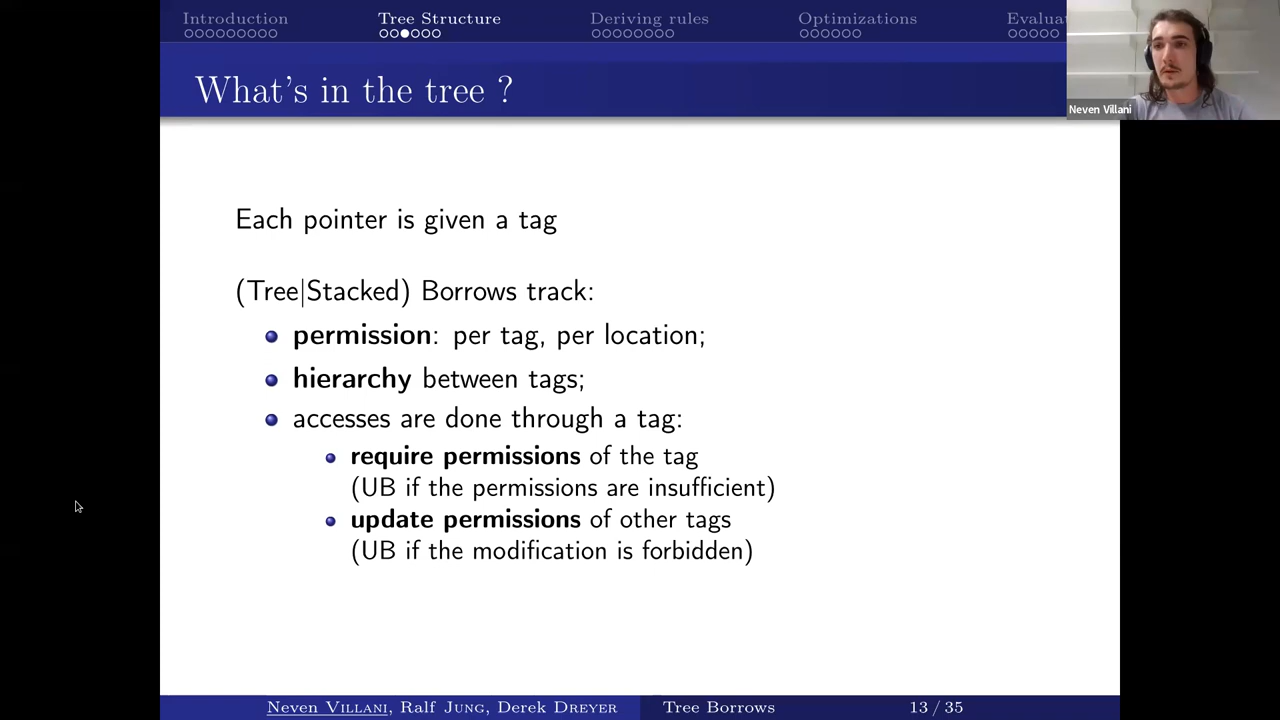 Introduction
Tree Structure
Deriving rules
Optimizations
What's in the tree ?
Neven Villani
Each pointer is given a tag
(Tree|Stacked) Borrows track:
permission: per tag, per location;
hierarchy between tags;
accesses are done through a tag:
require permissions of the tag
(UB if the permissions are insufficient)
update permissions of other tags
(UB if the modification is forbidden)
Neven Villani, Ralf Jung, Derek Dreyer
Tree Borrows
13 / 35